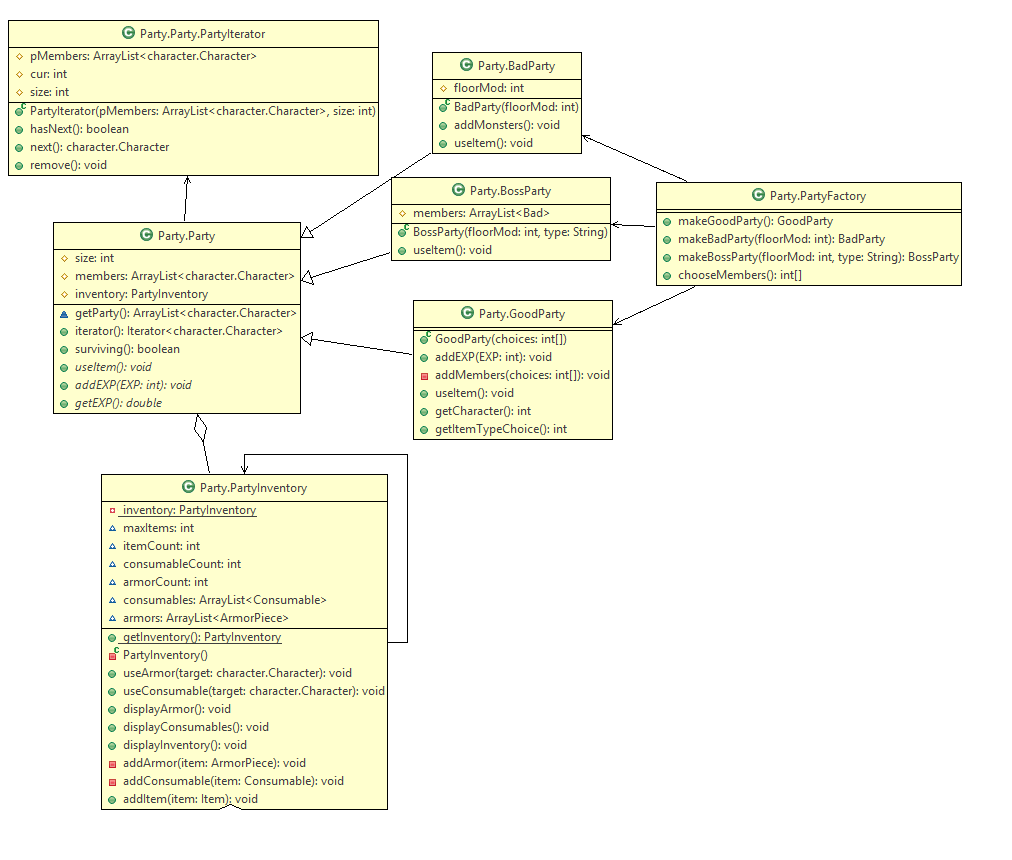 Party.Party.PartyIterator
pMembers: ArrayList<character.Character>
cur: int
size: int
PartyIterator(pMembers: ArrayList<character.Character>, size: int)
hasNext(): boolean
next(): character.Character
remove(): void
Party.BadParty
floorMod: int
BadParty(floorMod: int)
addMonsters(): void
useItem(): void
Party.BossParty
members: ArrayList<Bad>
BossParty(floorMod: int, type: String)
useItem(): void
Party.PartyFactory
makeGoodParty(): GoodParty
makeBadParty(floorMod: int): BadParty
makeBossParty(floorMod: int, type: String): BossParty
chooseMembers(): int[]
Party.Party
size: int
members: ArrayList<character.Character>
inventory: PartyInventory
getParty(): ArrayList<character.Character>
iterator(): Iterator<character.Character>
surviving(): boolean
useItem(): void
addEXP(EXP: int): void
getEXP(): double
Party.GoodParty
GoodParty(choices: int[])
addEXP(EXP: int): void
addMembers(choices: int[]): void
useItem(): void
getCharacter(): int
getItemTypeChoice(): int
Party.PartyInventory
inventory: PartyInventory
maxItems: int
itemCount: int
consumableCount: int
armorCount: int
consumables: ArrayList<Consumable>
armors: ArrayList<ArmorPiece>
getInventory(): PartyInventory
PartyInventory()
useArmor(target: character.Character): void
useConsumable(target: character.Character): void
displayArmor(): void
displayConsumables(): void
displayInventory(): void
addArmor(item: ArmorPiece): void
addConsumable(item: Consumable): void
addItem(item: Item): void